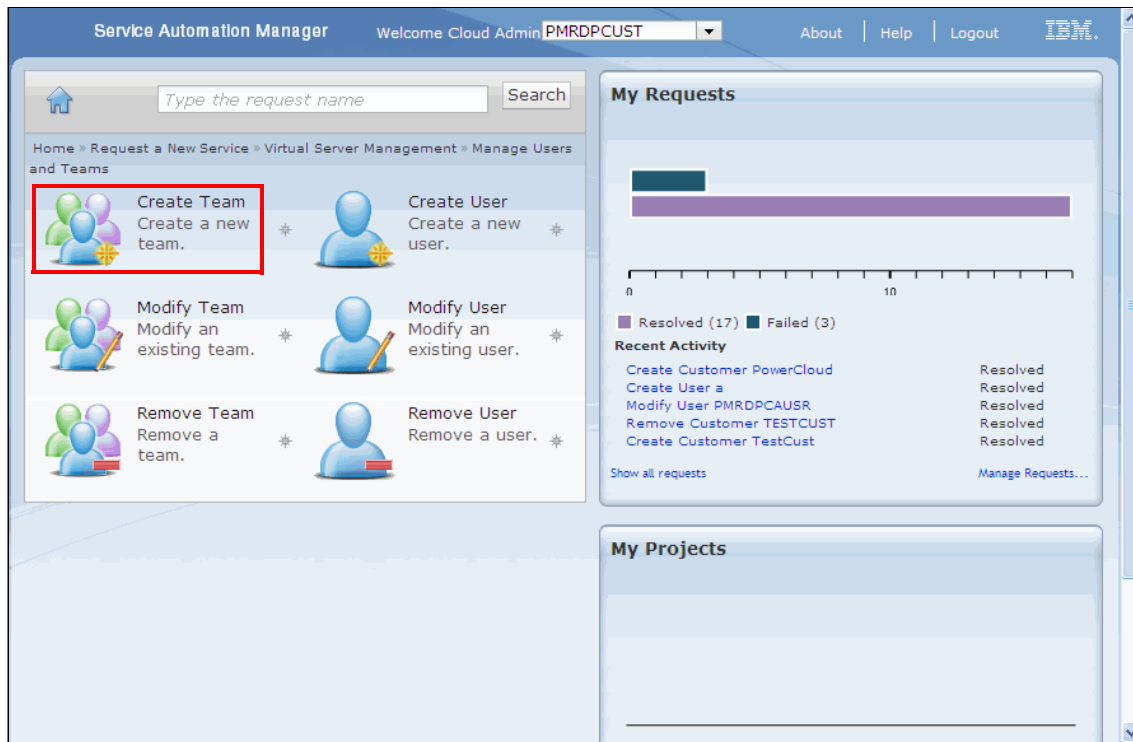 Service Automation Manager
Welcome Cloud Admin PMRDPCUST
About
Help
Logout
IBM.
Type the request name
Search
Home » Request a New Service » Virtual Server Management » Manage Users
and Teams
Create Team
Create a new
team.
Create User
Create a new
user.
Modify Team
Modify an
existing team.
Modify User
Modify an
existing user.
Remove Team
Remove a
team.
Remove User
Remove a user.
My Requests
0 10
Resolved (17) Failed (3)
Recent Activity
Create Customer PowerCloud Resolved
Create User a Resolved
Modify User PMRDPCAUSR Resolved
Remove Customer TESTCUST Resolved
Create Customer TestCust Resolved
Show all requests Manage Requests...
My Projects